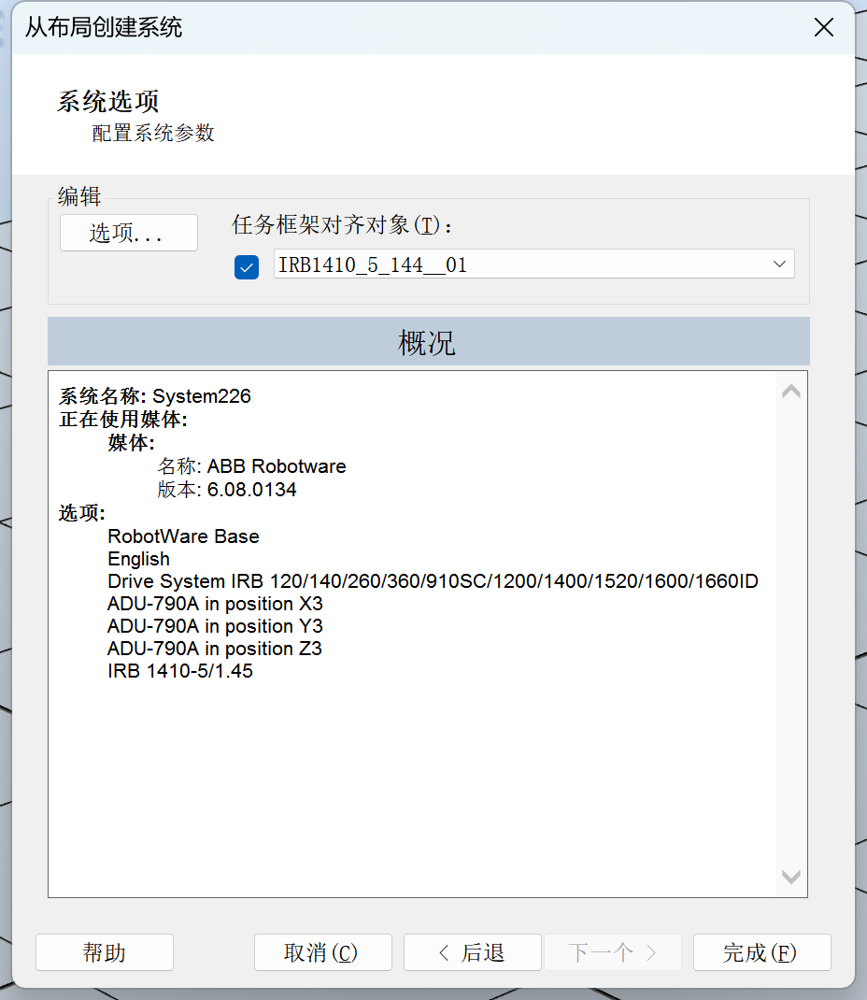 从布局创建系统
系统选项
配置系统参数
编辑
选项...
任务框架对齐对象(T):
IRB1410_5_144__01
概况
系统名称: System226
正在使用媒体:
媒体:
名称: ABB Robotware
版本: 6.08.0134
选项:
RobotWare Base
English
Drive System IRB 120/140/260/360/910SC/1200/1400/1520/1600/1660ID
ADU-790A in position X3
ADU-790A in position Y3
ADU-790A in position Z3
IRB 1410-5/1.45
帮助 取消(C) < 后退 下一个 > 完成(F)